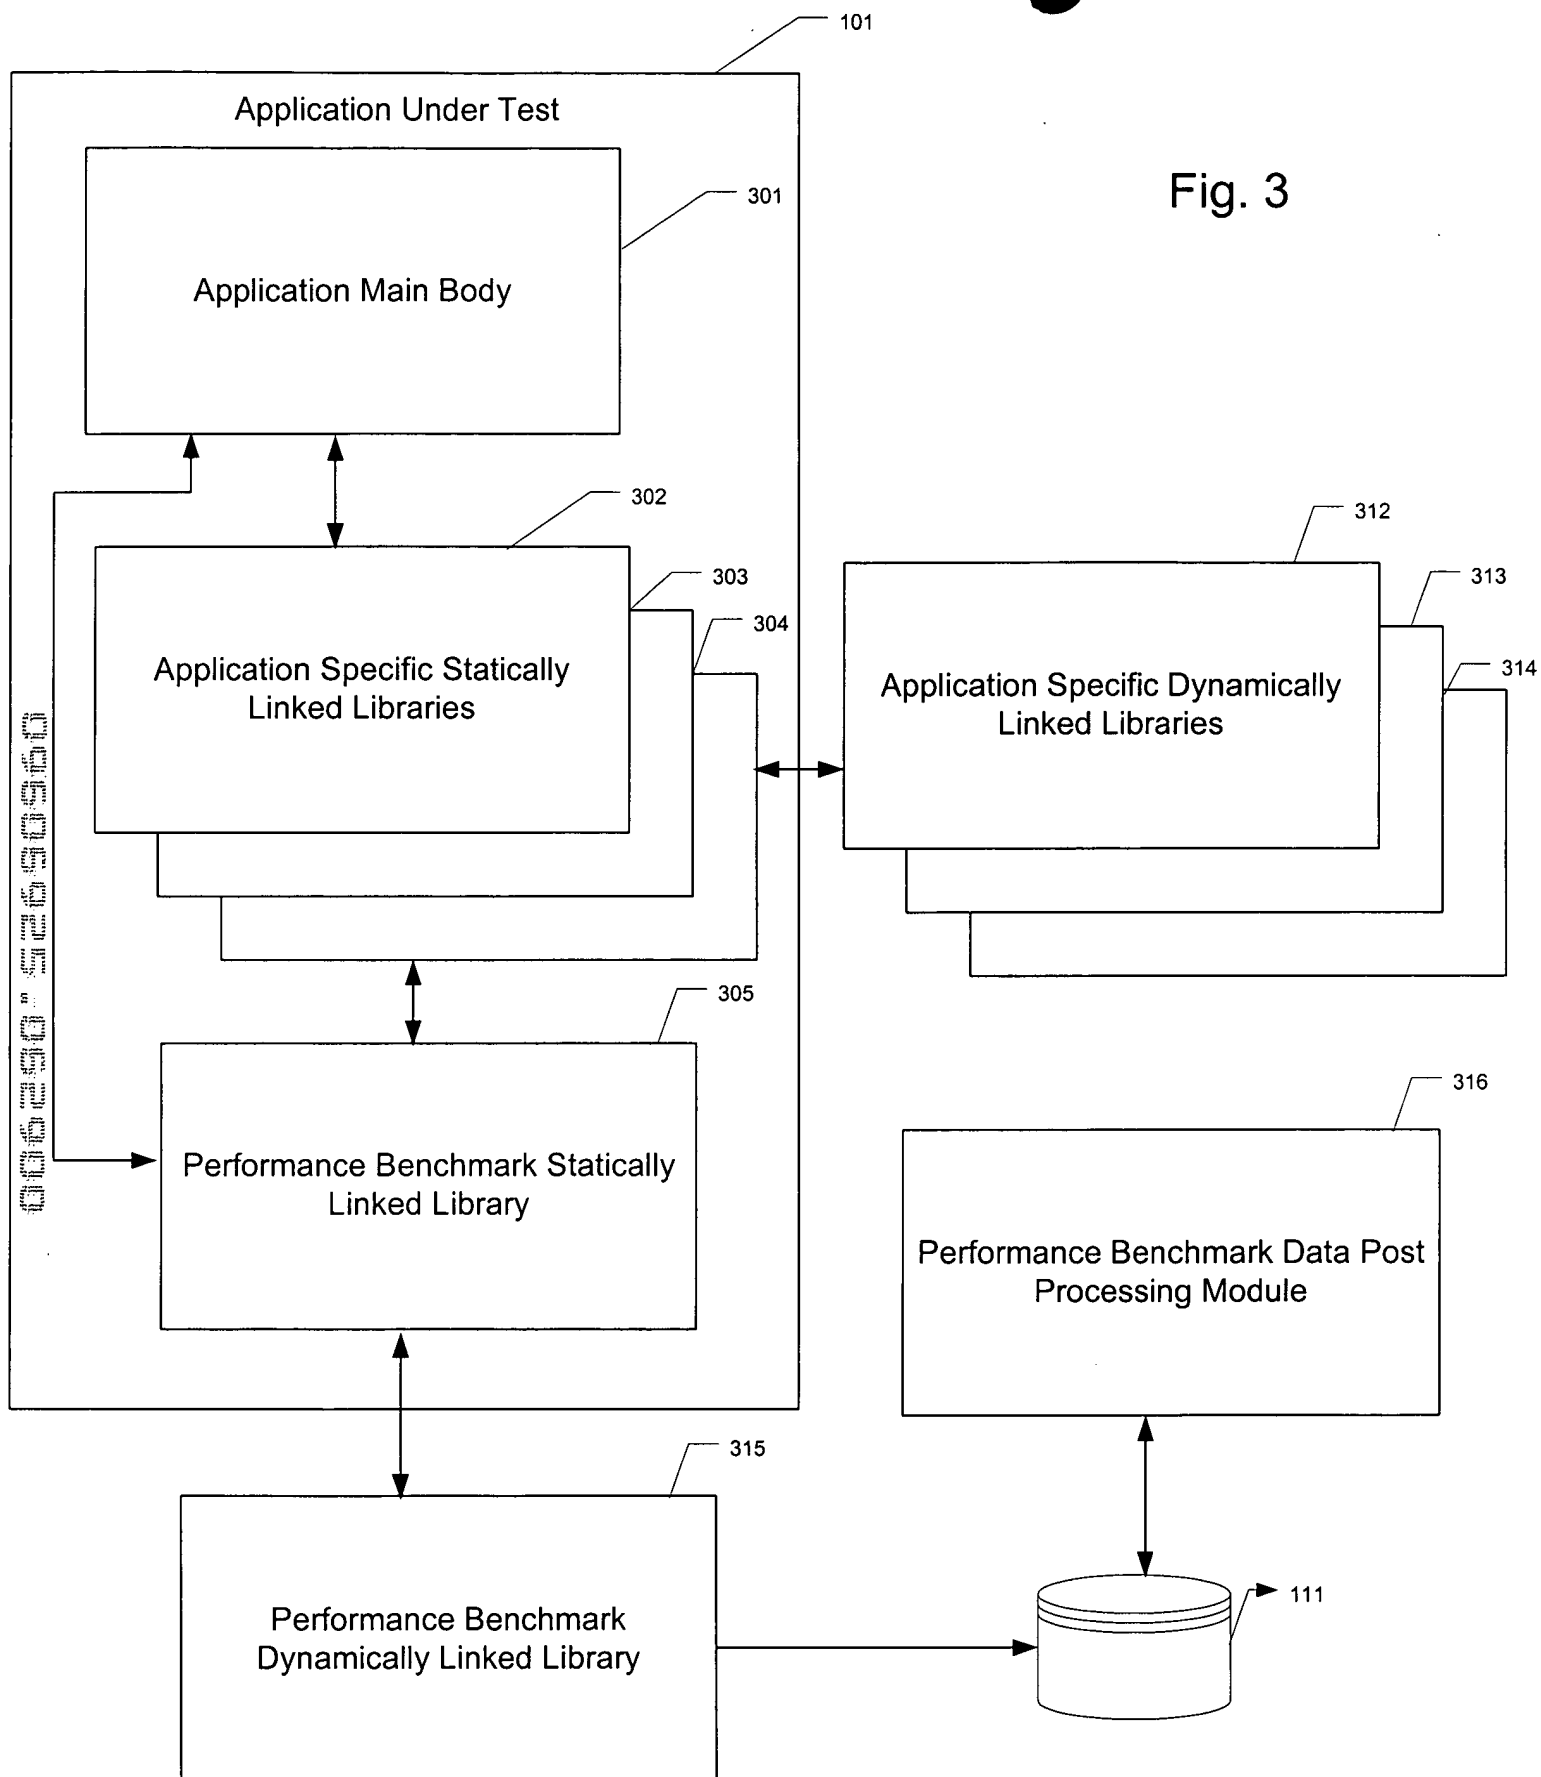 101
Application Under Test
Fig. 3
301
Application Main Body
302
303
304
Application Specific Statically
Linked Libraries
312
313
314
Application Specific Dynamically
Linked Libraries
305
Performance Benchmark Statically
Linked Library
316
Performance Benchmark Data Post
Processing Module
315
Performance Benchmark
Dynamically Linked Library
111